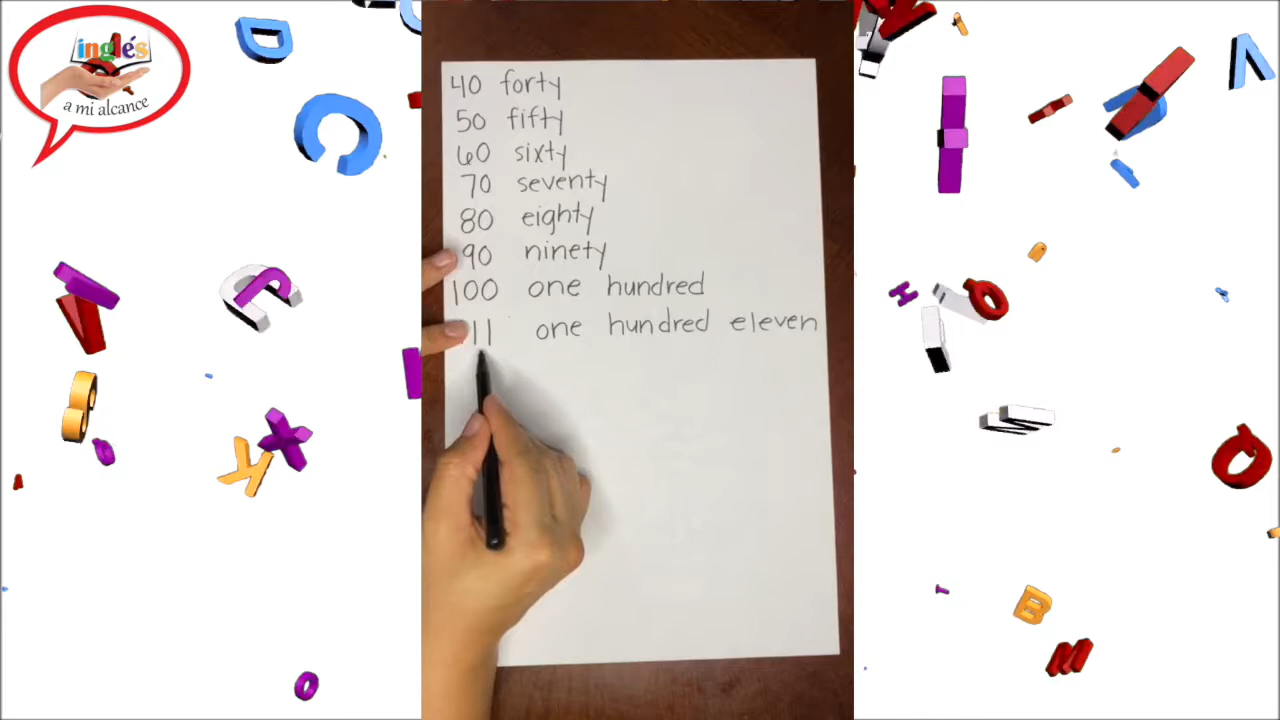 inglés
a mi alcance
40 forty
50 fifty
60 sixty
70 seventy
80 eighty
90 ninety
100 one hundred
11 one hundred eleven